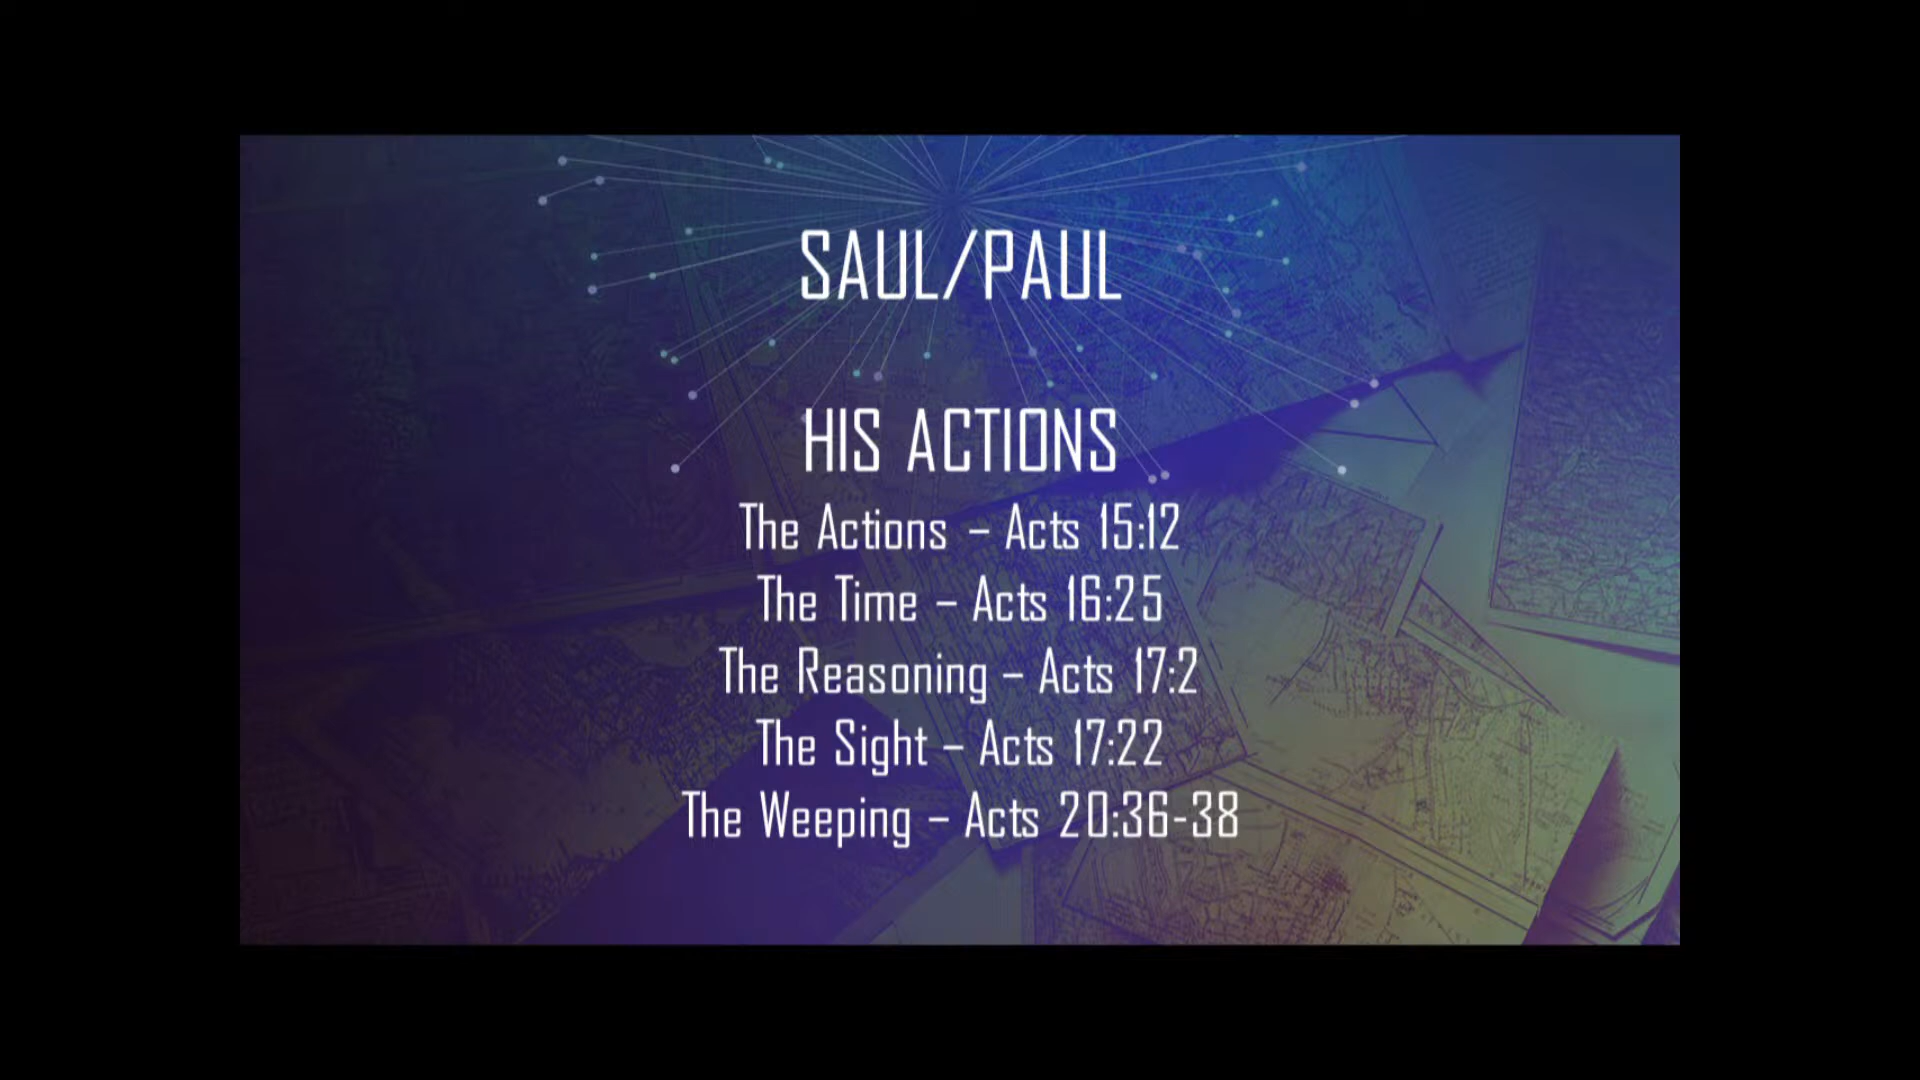 SAUL/PAUL
HIS ACTIONS
The Actions – Acts 15:12
The Time – Acts 16:25
The Reasoning – Acts 17:2
The Sight – Acts 17:22
The Weeping – Acts 20:36-38